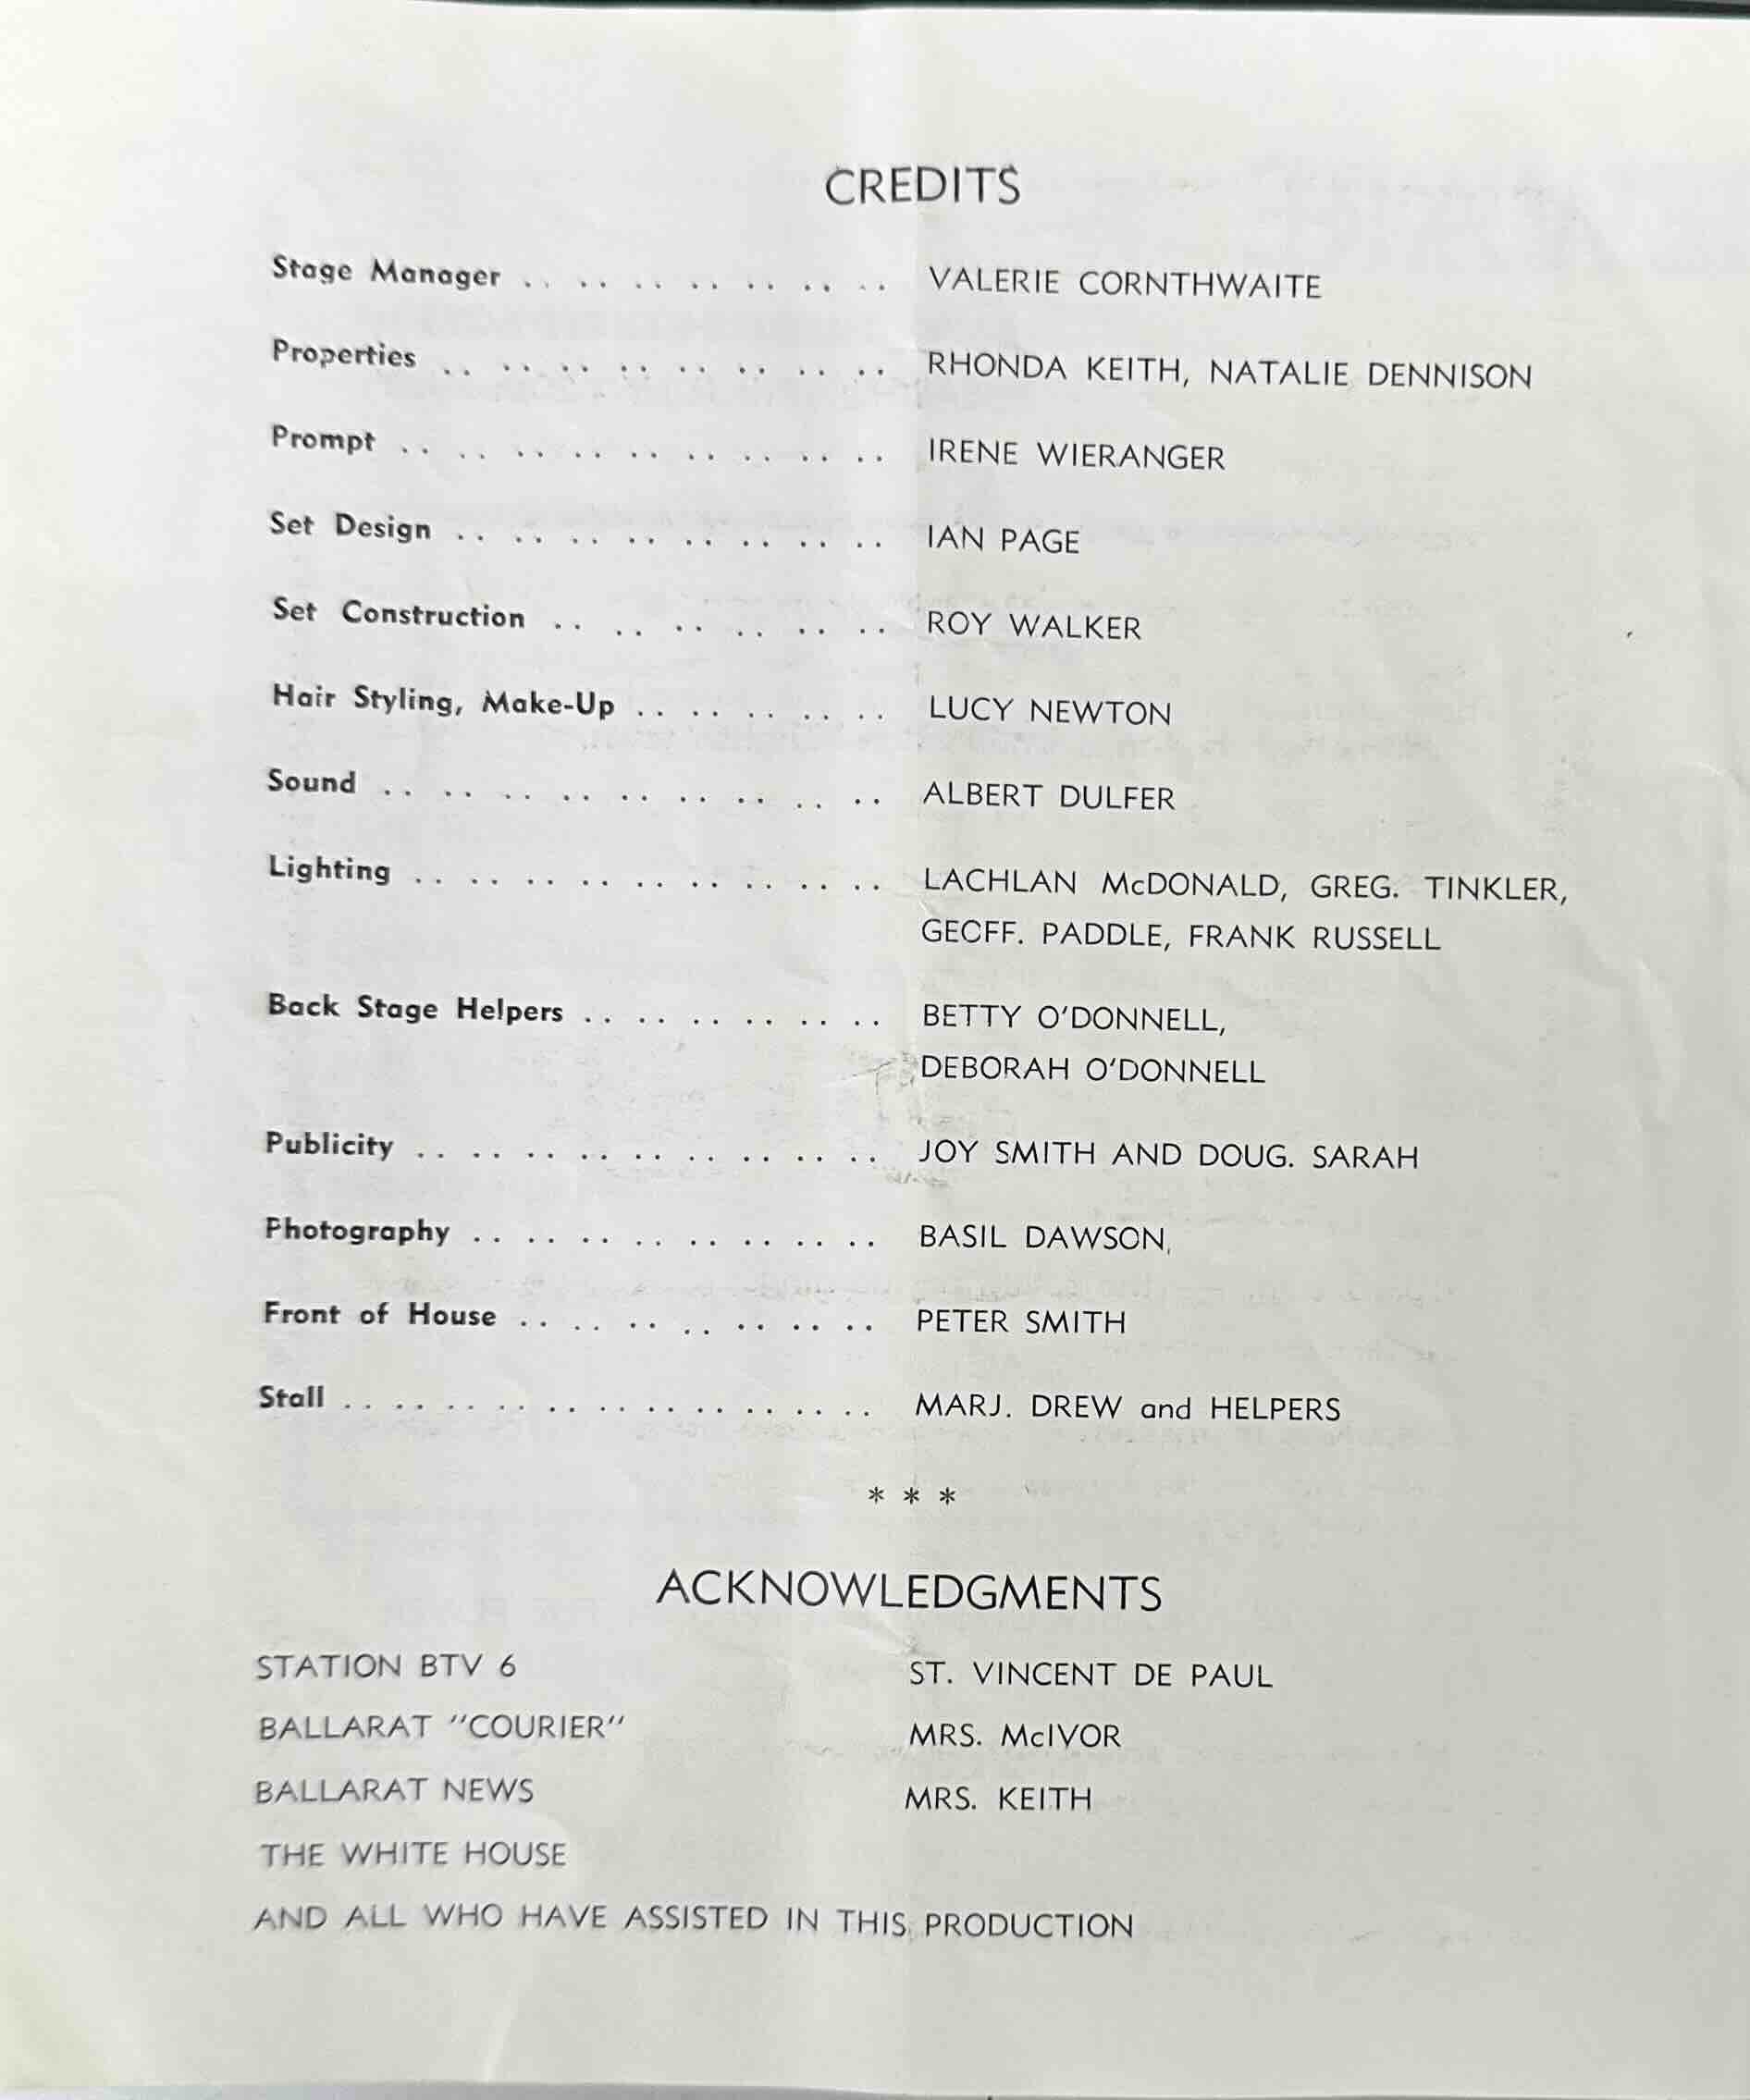 CREDITS
Stage Manager .. .. .. .. .. .. .. VALERIE CORNTHWAITE
Properties .. .. .. .. .. .. .. .. RHONDA KEITH, NATALIE DENNISON
Prompt .. .. .. .. .. .. .. .. .. IRENE WIERANGER
Set Design .. .. .. .. .. .. .. .. IAN PAGE
Set Construction .. .. .. .. .. .. ROY WALKER
Hair Styling, Make-Up .. .. .. .. .. LUCY NEWTON
Sound .. .. .. .. .. .. .. .. .. ALBERT DULFER
Lighting .. .. .. .. .. .. .. .. .. LACHLAN McDONALD, GREG. TINKLER,
GEOFF. PADDLE, FRANK RUSSELL
Back Stage Helpers .. .. .. .. .. .. BETTY O'DONNELL,
DEBORAH O'DONNELL
Publicity .. .. .. .. .. .. .. .. .. JOY SMITH AND DOUG. SARAH
Photography .. .. .. .. .. .. .. .. BASIL DAWSON,
Front of House .. .. .. .. .. .. .. PETER SMITH
Stall .. .. .. .. .. .. .. .. .. .. .. MARJ. DREW and HELPERS
* * *
ACKNOWLEDGMENTS
STATION BTV 6 ST. VINCENT DE PAUL
BALLARAT "COURIER" MRS. McIVOR
BALLARAT NEWS MRS. KEITH
THE WHITE HOUSE
AND ALL WHO HAVE ASSISTED IN THIS PRODUCTION